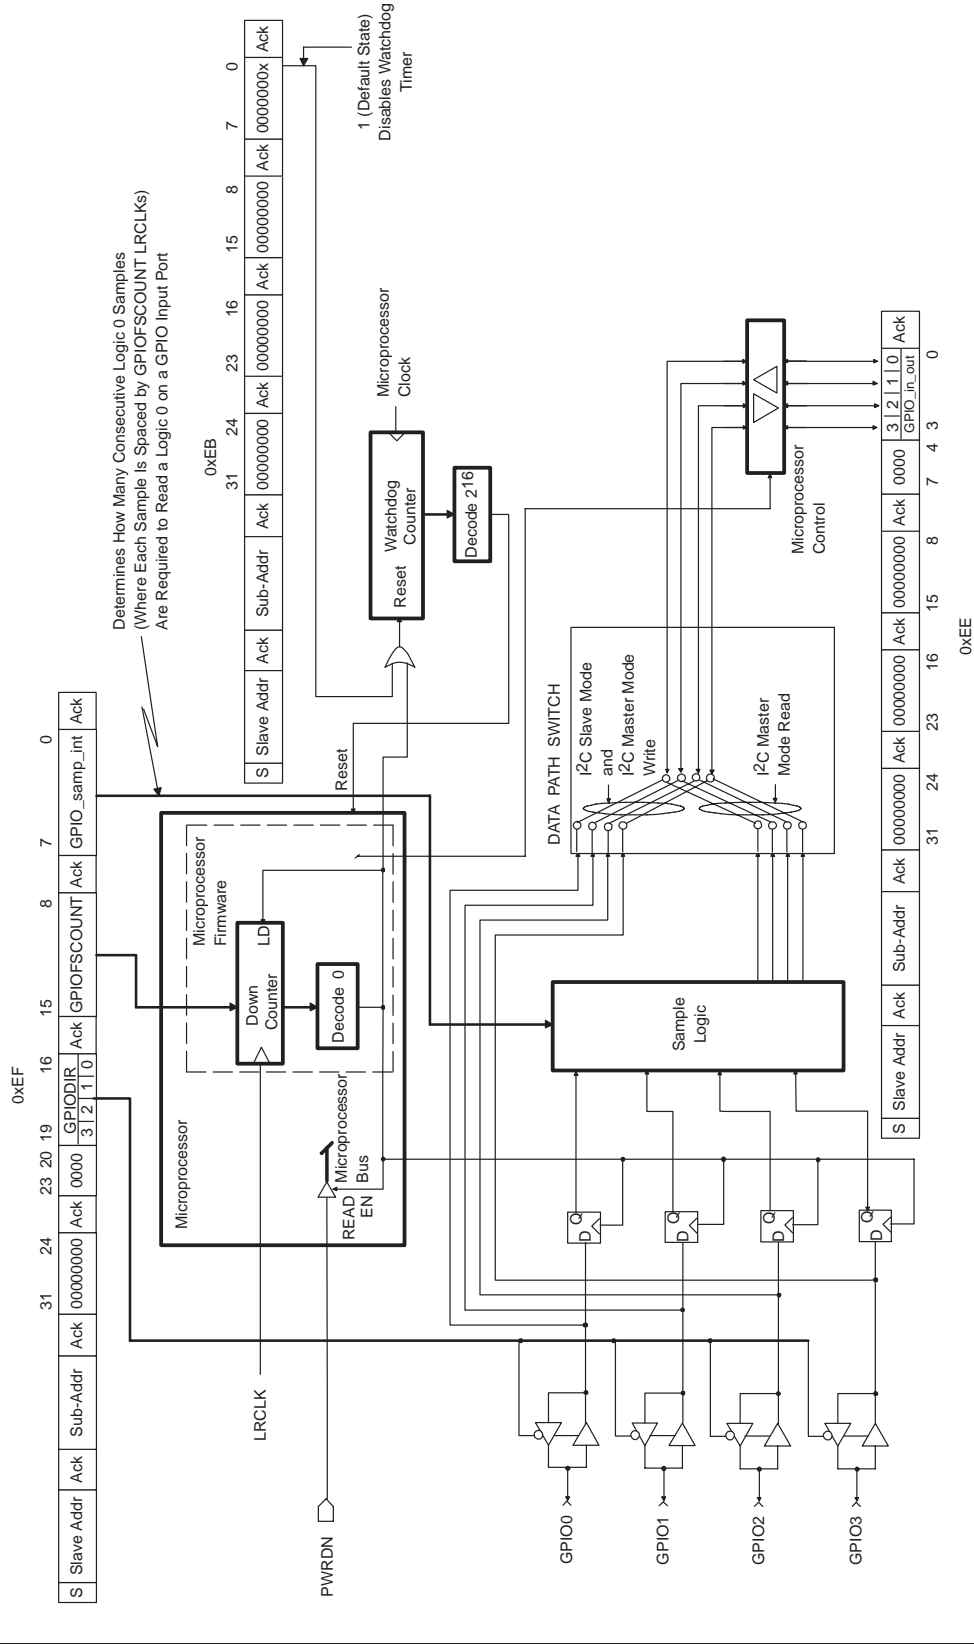 0xEF
31 24 23 20 19 16 15 8 7 0
S Slave Addr Ack Sub-Addr Ack 00000000 Ack 0000 GPIODIR Ack GPIOFSCOUNT Ack GPIO_samp_int Ack
3 2 1 0
Determines How Many Consecutive Logic 0 Samples
(Where Each Sample Is Spaced by GPIOFSCOUNT LRCLKs)
Are Required to Read a Logic 0 on a GPIO Input Port
0xEB
31 24 23 16 15 8 7 0
S Slave Addr Ack Sub-Addr Ack 00000000 Ack 00000000 Ack 00000000 Ack 0000000x Ack
1 (Default State)
Disables Watchdog
Timer
Microprocessor
Microprocessor
Firmware
Down
Counter
LD
Decode 0
LRCLK
PWRDN
Microprocessor
Bus
READ
EN
Reset
Reset
Watchdog
Counter
Microprocessor
Clock
Decode 2^16
DATA PATH SWITCH
I2C Slave Mode
and
I2C Master Mode
Write
I2C Master
Mode Read
Sample
Logic
Microprocessor
Control
GPIO0
D Q
GPIO1
D Q
GPIO2
D Q
GPIO3
D Q
S Slave Addr Ack Sub-Addr Ack 00000000 Ack 00000000 Ack 00000000 Ack 0000 3 2 1 0 Ack
GPIO_in_out
31 24 23 16 15 8 7 4 3 0
0xEE